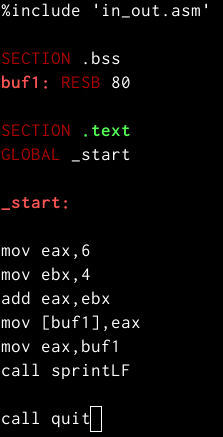 %include 'in_out.asm'
SECTION .bss
buf1: RESB 80
SECTION .text
GLOBAL _start
_start:
mov eax,6
mov ebx,4
add eax,ebx
mov [buf1],eax
mov eax,buf1
call sprintLF
call quit